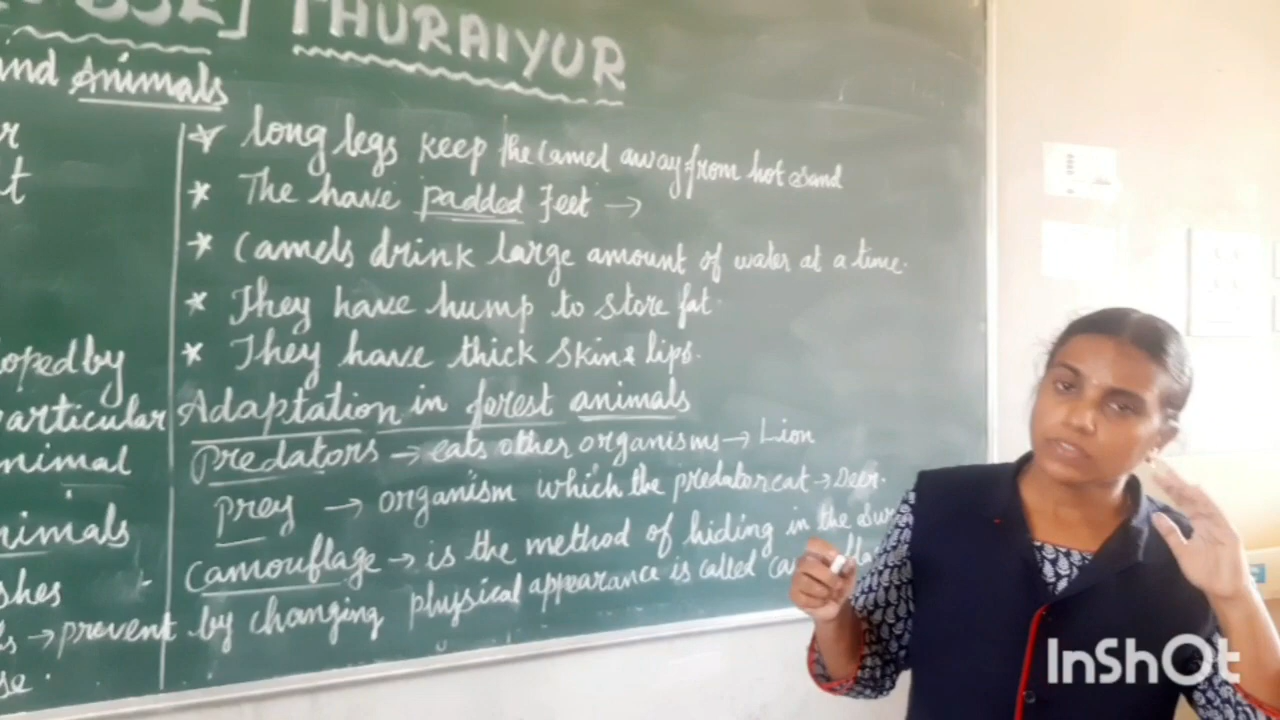 THURAIYUR
and Animals
loped by
articular
nimal
nimals
shes
→ prevent
* long legs keep the camel away from hot sand
* The have padded feet →
* Camels drink large amount of water at a time.
* They have hump to store fat.
* They have thick skin & lips.
Adaptation in forest animals
Predators → eats other organisms → Lion
prey → organism which the predator eat → Deer.
Camouflage → is the method of hiding in the sur
by changing physical appearance is called
InShOt